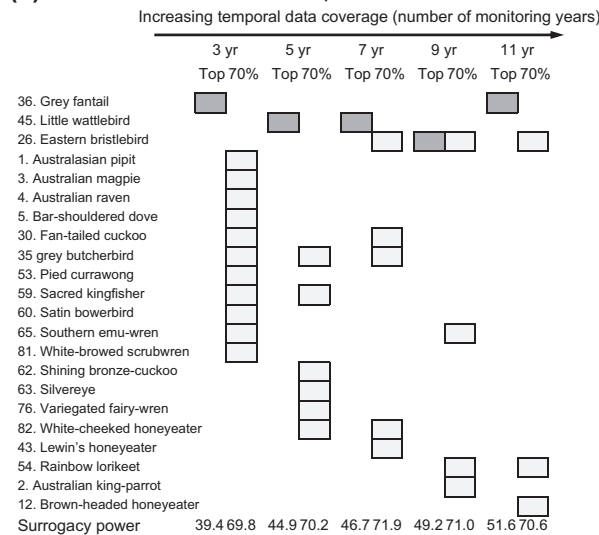 Increasing temporal data coverage (number of monitoring years)
3 yr 5 yr 7 yr 9 yr 11 yr
Top 70% Top 70% Top 70% Top 70% Top 70%
36. Grey fantail
45. Little wattlebird
26. Eastern bristlebird
1. Australasian pipit
3. Australian magpie
4. Australian raven
5. Bar-shouldered dove
30. Fan-tailed cuckoo
35 grey butcherbird
53. Pied currawong
59. Sacred kingfisher
60. Satin bowerbird
65. Southern emu-wren
81. White-browed scrubwren
62. Shining bronze-cuckoo
63. Silvereye
76. Variegated fairy-wren
82. White-cheeked honeyeater
43. Lewin's honeyeater
54. Rainbow lorikeet
2. Australian king-parrot
12. Brown-headed honeyeater
Surrogacy power 39.4 69.8 44.9 70.2 46.7 71.9 49.2 71.0 51.6 70.6